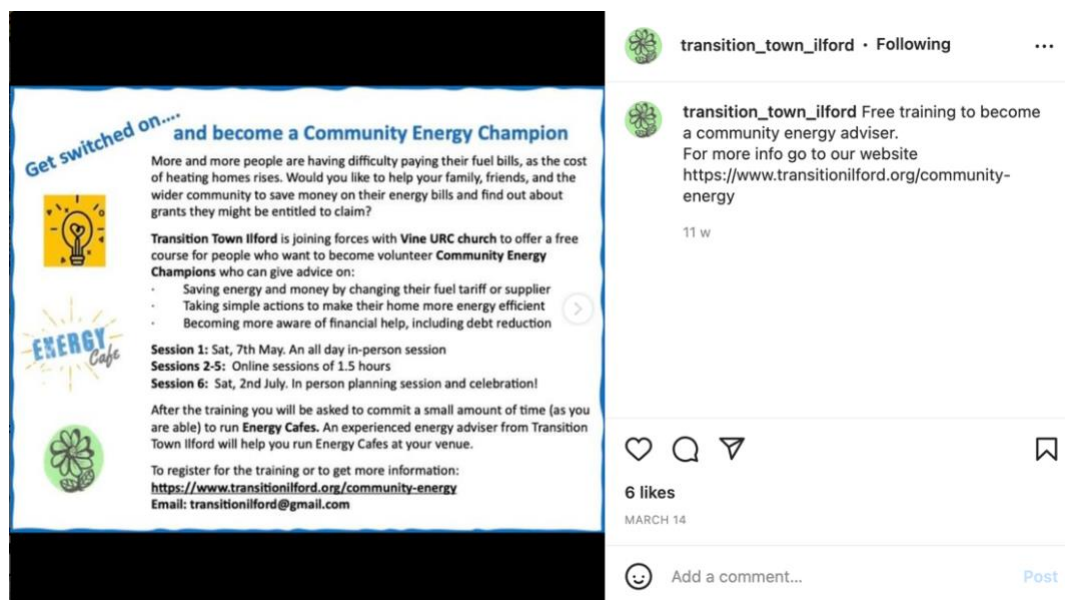 Get switched on....
and become a Community Energy Champion
More and more people are having difficulty paying their fuel bills, as the cost
of heating homes rises. Would you like to help your family, friends, and the
wider community to save money on their energy bills and find out about
grants they might be entitled to claim?
Transition Town Ilford is joining forces with Vine URC church to offer a free
course for people who want to become volunteer Community Energy
Champions who can give advice on:
· Saving energy and money by changing their fuel tariff or supplier
· Taking simple actions to make their home more energy efficient
· Becoming more aware of financial help, including debt reduction
ENERGY
Cafe
Session 1: Sat, 7th May. An all day in-person session
Sessions 2-5: Online sessions of 1.5 hours
Session 6: Sat, 2nd July. In person planning session and celebration!
After the training you will be asked to commit a small amount of time (as you
are able) to run Energy Cafes. An experienced energy adviser from Transition
Town Ilford will help you run Energy Cafes at your venue.
To register for the training or to get more information:
https://www.transitionilford.org/community-energy
Email: transitionilford@gmail.com
transition_town_ilford • Following
transition_town_ilford Free training to become
a community energy adviser.
For more info go to our website
https://www.transitionilford.org/community-
energy
11 w
6 likes
MARCH 14
Add a comment...
Post